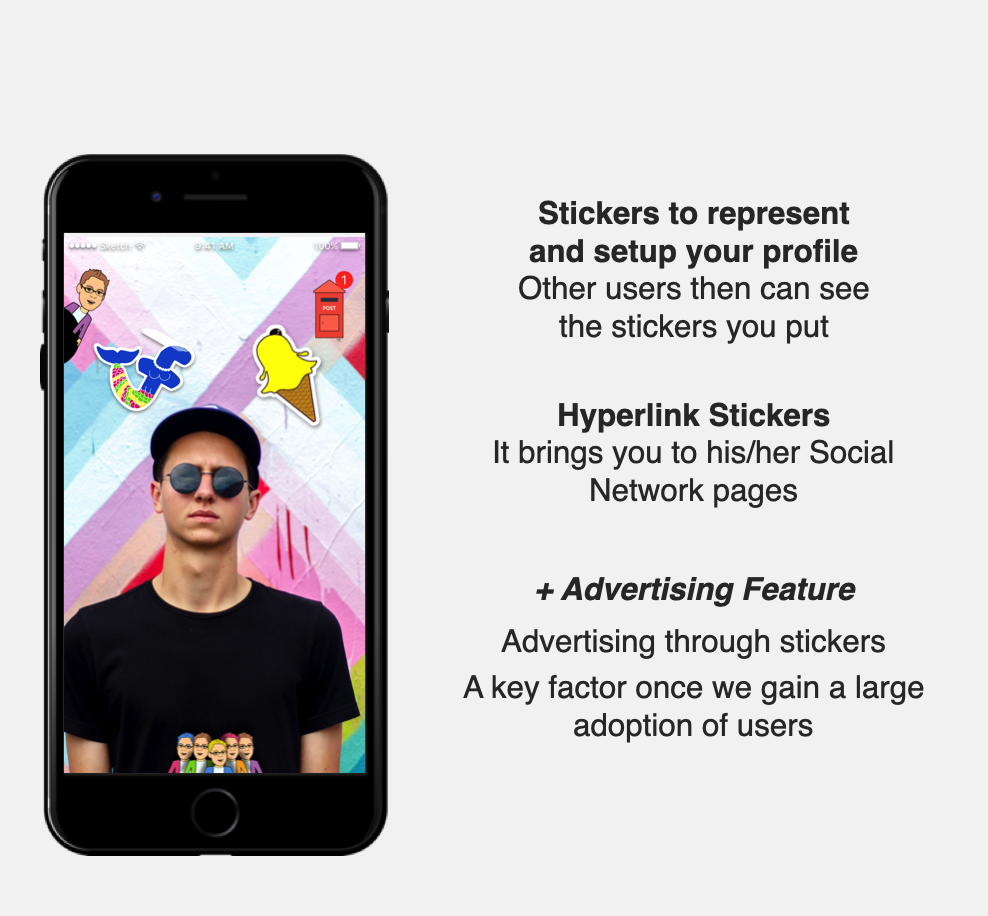 Sketch 9:41 AM 100%
1
POST
Stickers to represent
and setup your profile
Other users then can see
the stickers you put
Hyperlink Stickers
It brings you to his/her Social
Network pages
+ Advertising Feature
Advertising through stickers
A key factor once we gain a large
adoption of users